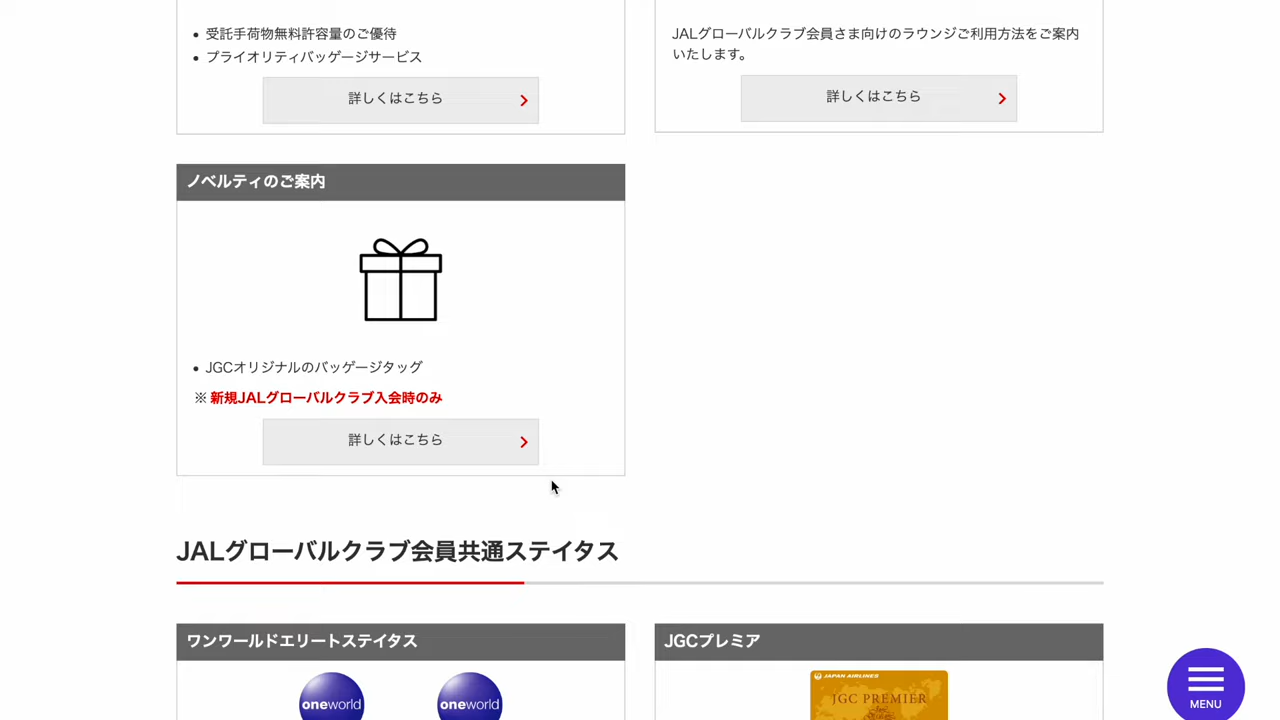 • 受託手荷物無料許容量のご優待
• プライオリティバッゲージサービス
詳しくはこちら
JALグローバルクラブ会員さま向けのラウンジご利用方法をご案内
いたします。
詳しくはこちら
ノベルティのご案内
• JGCオリジナルのバッゲージタッグ
※ 新規JALグローバルクラブ入会時のみ
詳しくはこちら
JALグローバルクラブ会員共通ステイタス
ワンワールドエリートステイタス
oneworld
oneworld
JGCプレミア
JAPAN AIRLINES
JGC PREMIER
MENU